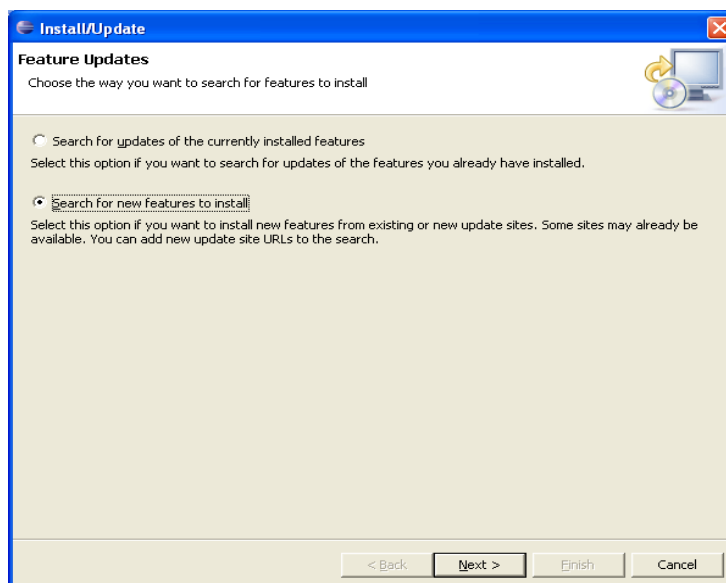 Install/Update
Feature Updates
Choose the way you want to search for features to install
Search for updates of the currently installed features
Select this option if you want to search for updates of the features you already have installed.
Search for new features to install
Select this option if you want to install new features from existing or new update sites. Some sites may already be
available. You can add new update site URLs to the search.
< Back Next > Finish Cancel